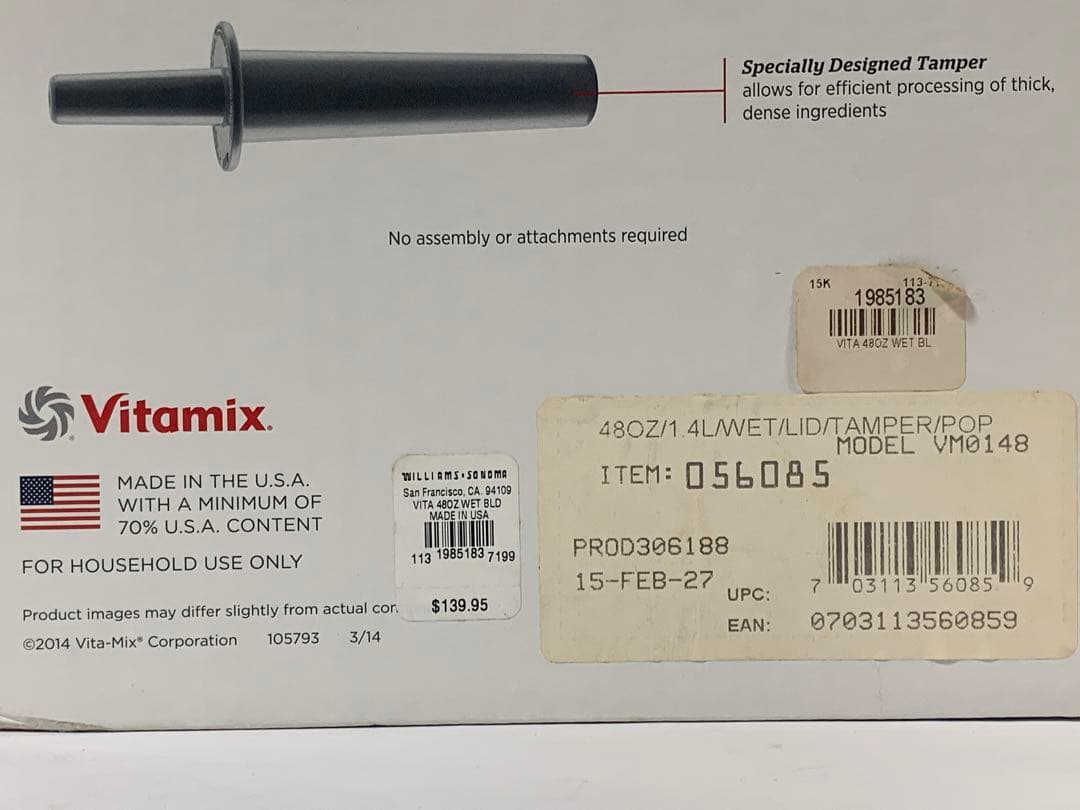 Specially Designed Tamper
allows for efficient processing of thick,
dense ingredients
No assembly or attachments required
15K
1985183
VITA 48OZ WET BL
Vitamix.
MADE IN THE U.S.A.
WITH A MINIMUM OF
70% U.S.A. CONTENT
FOR HOUSEHOLD USE ONLY
Product images may differ slightly from actual
©2014 Vita-Mix® Corporation 105793 3/14
WILLIAMS-SONOMA
San Francisco, CA. 94109
VITA 48OZ WET BLD
MADE IN USA
113 1985183 7199
$139.95
48OZ/1.4L/WET/LID/TAMPER/POP
MODEL VM0148
ITEM: 056085
PROD306188
15-FEB-27
UPC: 7 03113 56085 9
EAN: 0703113560859